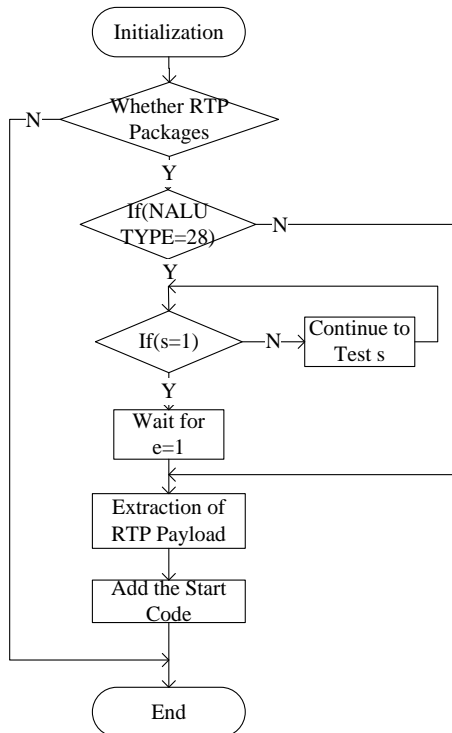 Initialization
Whether RTP
Packages
N
Y
If(NALU
TYPE=28)
N
Y
If(s=1)
N
Continue to
Test s
Y
Wait for
e=1
Extraction of
RTP Payload
Add the Start
Code
End